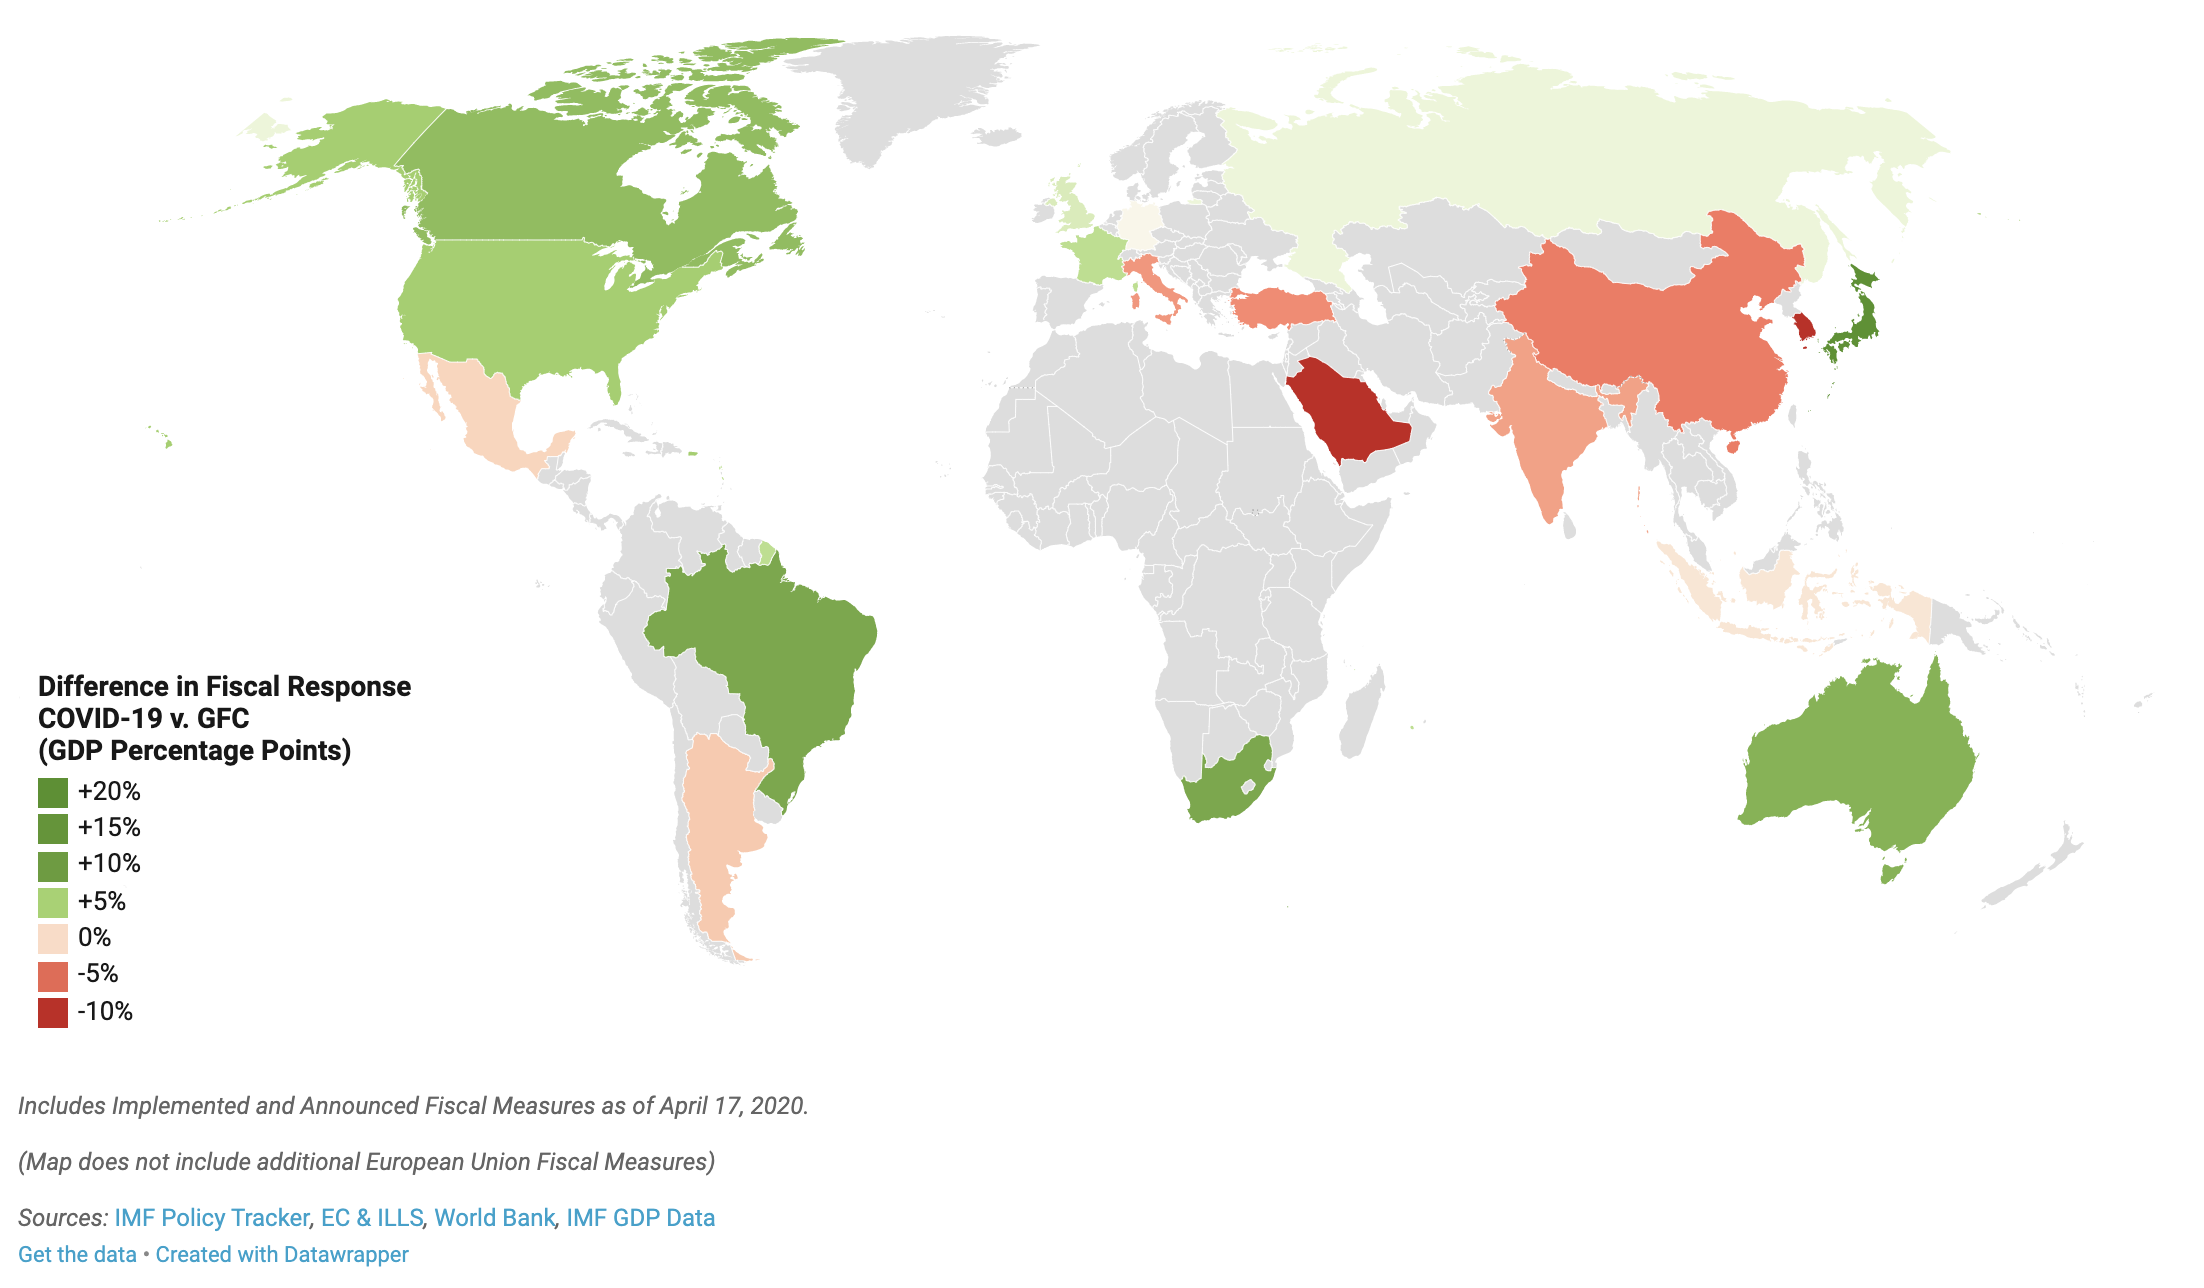 Difference in Fiscal Response
COVID-19 v. GFC
(GDP Percentage Points)
+20%
+15%
+10%
+5%
0%
-5%
-10%
Includes Implemented and Announced Fiscal Measures as of April 17, 2020.
(Map does not include additional European Union Fiscal Measures)
Sources: IMF Policy Tracker, EC & ILLS, World Bank, IMF GDP Data
Get the data • Created with Datawrapper